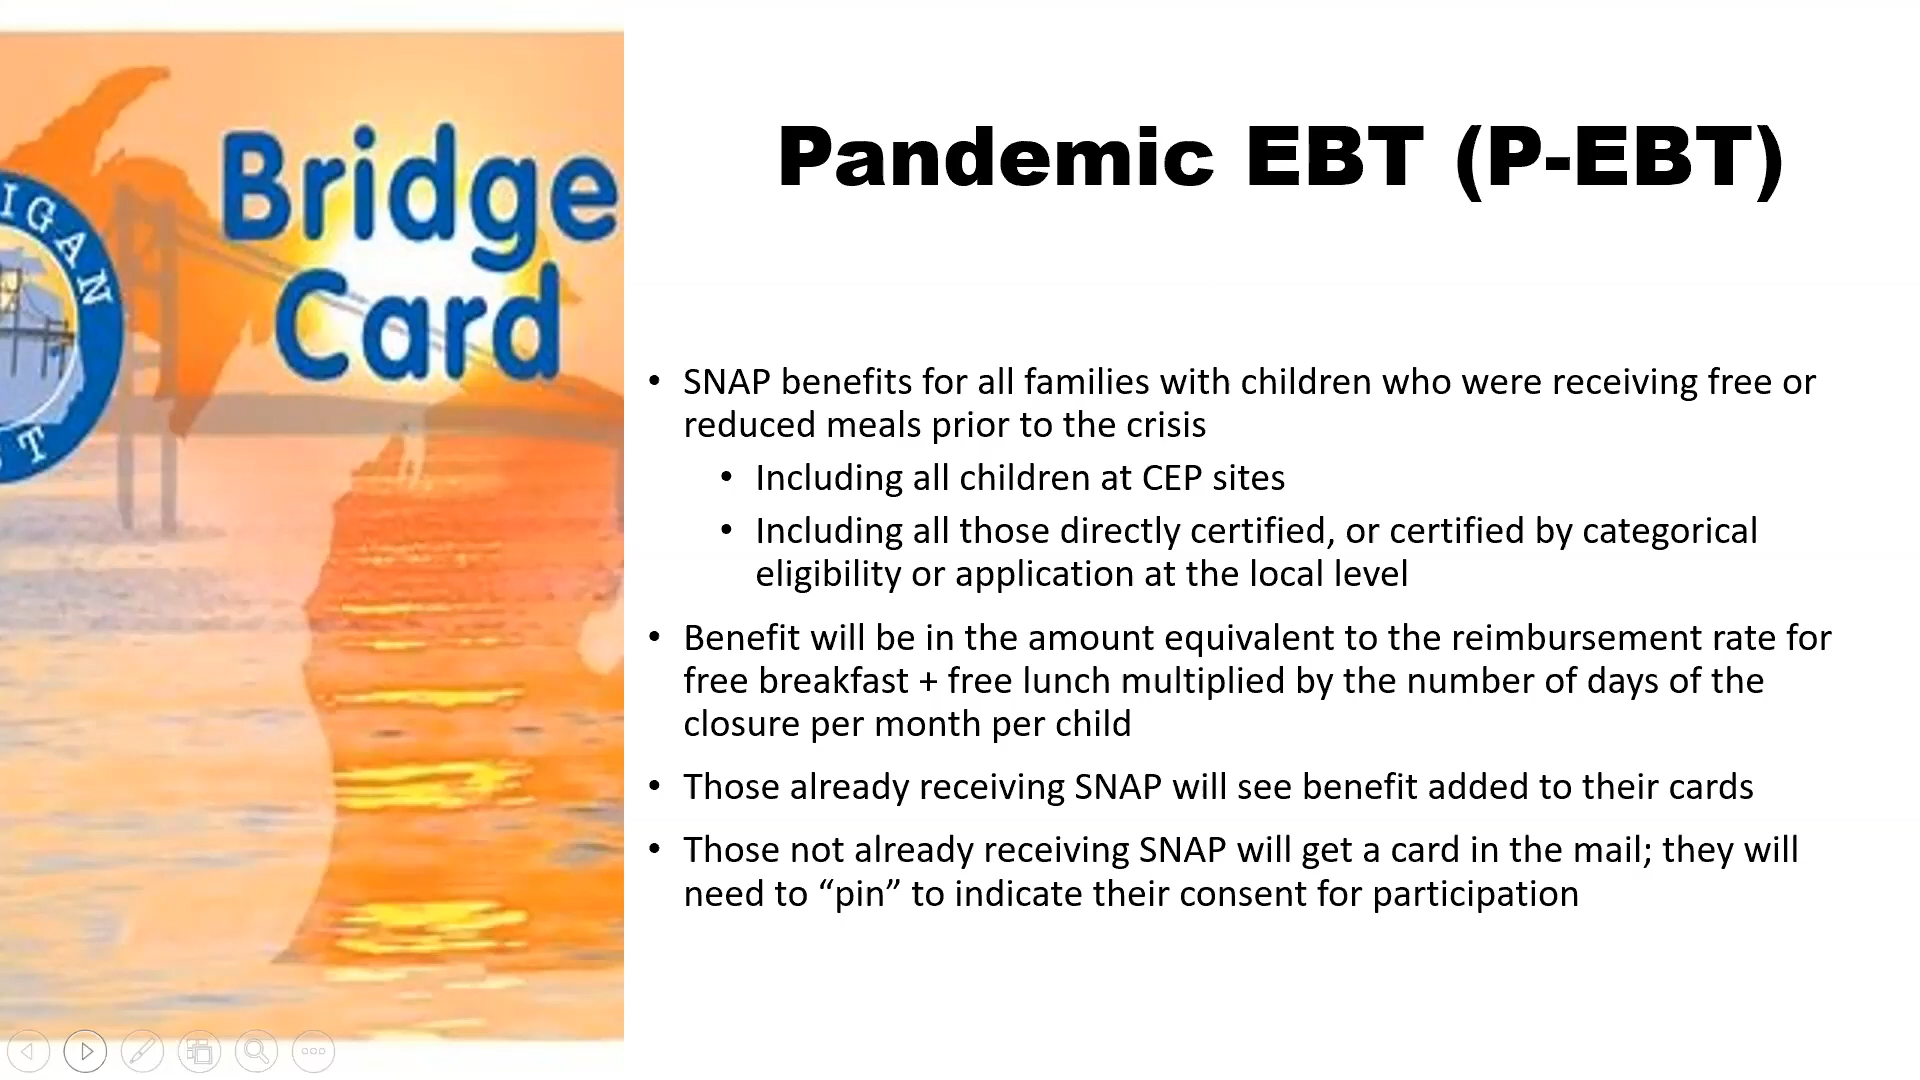 IGAN
Bridge
Card
Pandemic EBT (P-EBT)
• SNAP benefits for all families with children who were receiving free or
reduced meals prior to the crisis
• Including all children at CEP sites
• Including all those directly certified, or certified by categorical
eligibility or application at the local level
• Benefit will be in the amount equivalent to the reimbursement rate for
free breakfast + free lunch multiplied by the number of days of the
closure per month per child
• Those already receiving SNAP will see benefit added to their cards
• Those not already receiving SNAP will get a card in the mail; they will
need to “pin” to indicate their consent for participation